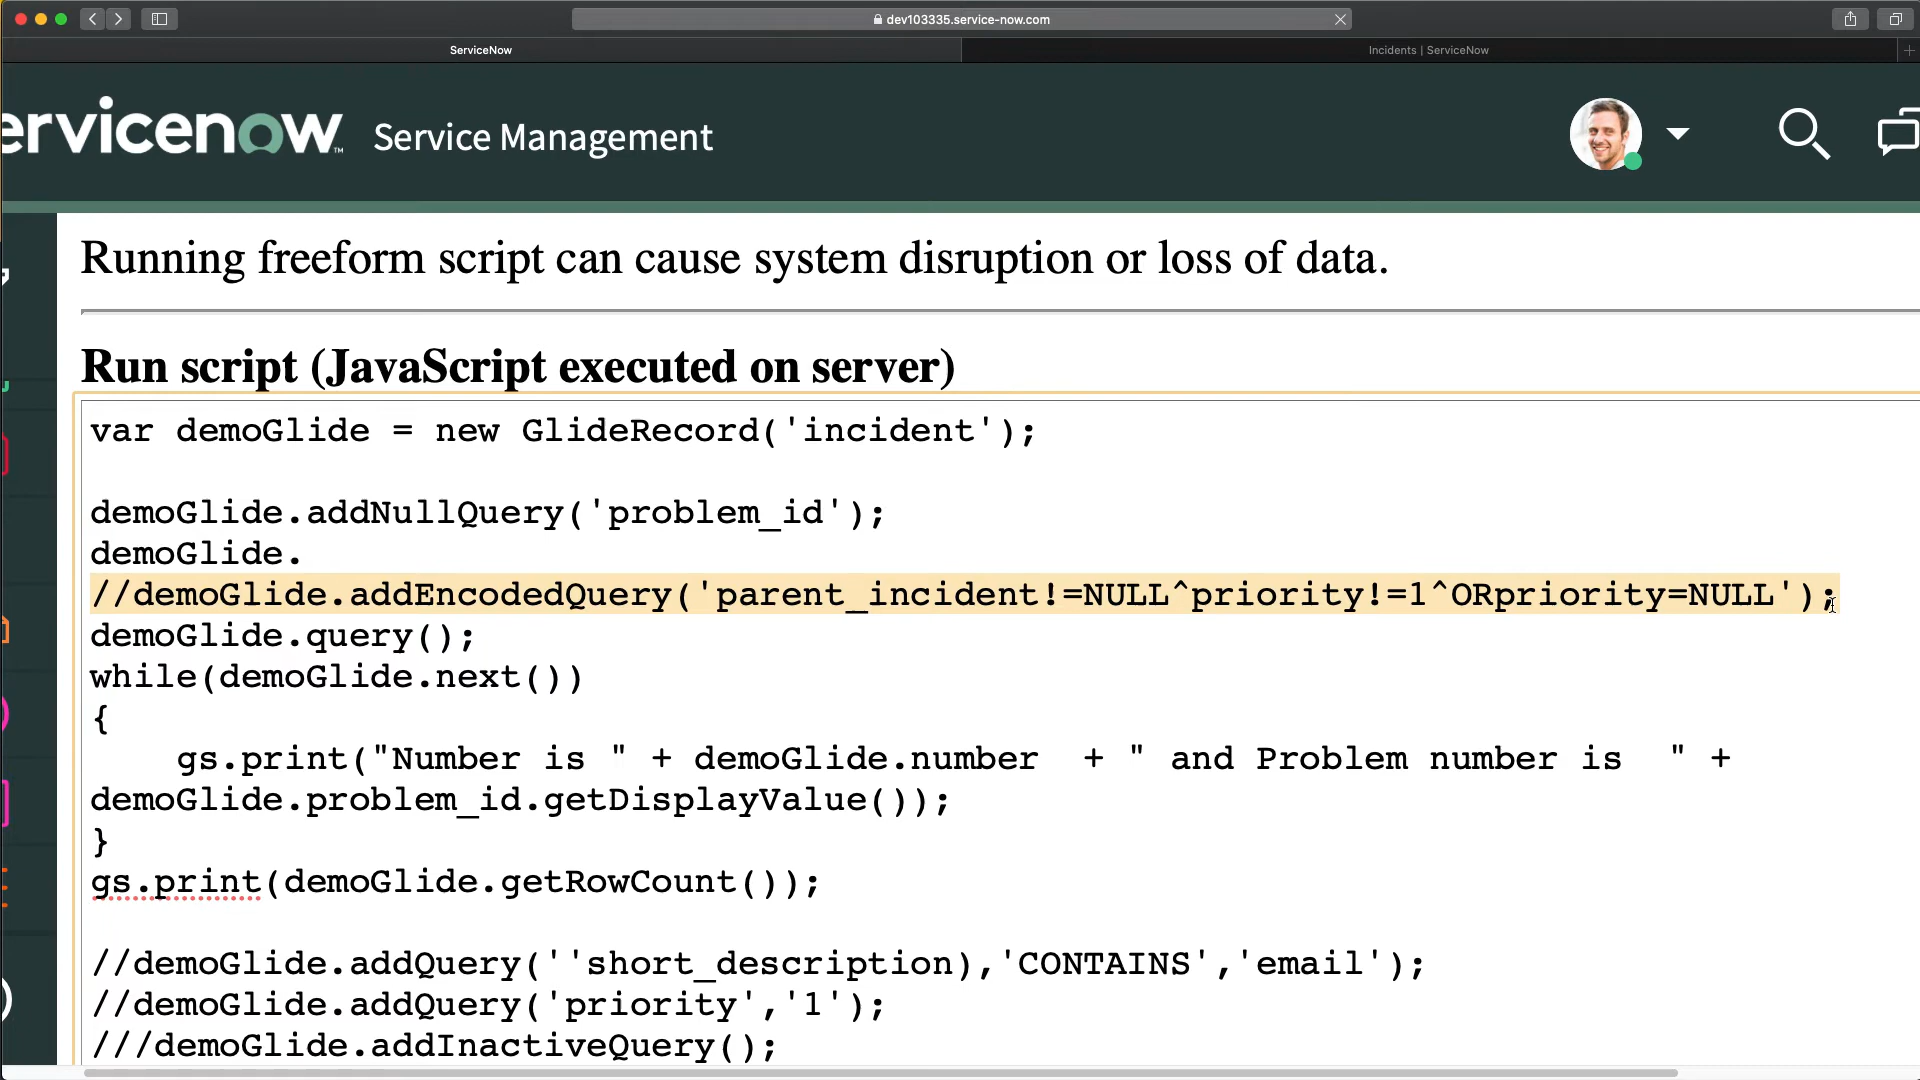 dev103335.service-now.com
ServiceNow
Incidents | ServiceNow
ervicenow™ Service Management
Running freeform script can cause system disruption or loss of data.
Run script (JavaScript executed on server)
var demoGlide = new GlideRecord('incident');
demoGlide.addNullQuery('problem_id');
demoGlide.
//demoGlide.addEncodedQuery('parent_incident!=NULL^priority!=1^ORpriority=NULL');
demoGlide.query();
while(demoGlide.next())
{
    gs.print("Number is " + demoGlide.number  + " and Problem number is  " +
demoGlide.problem_id.getDisplayValue());
}
gs.print(demoGlide.getRowCount());
//demoGlide.addQuery(''short_description),'CONTAINS','email');
//demoGlide.addQuery('priority','1');
///demoGlide.addInactiveQuery();